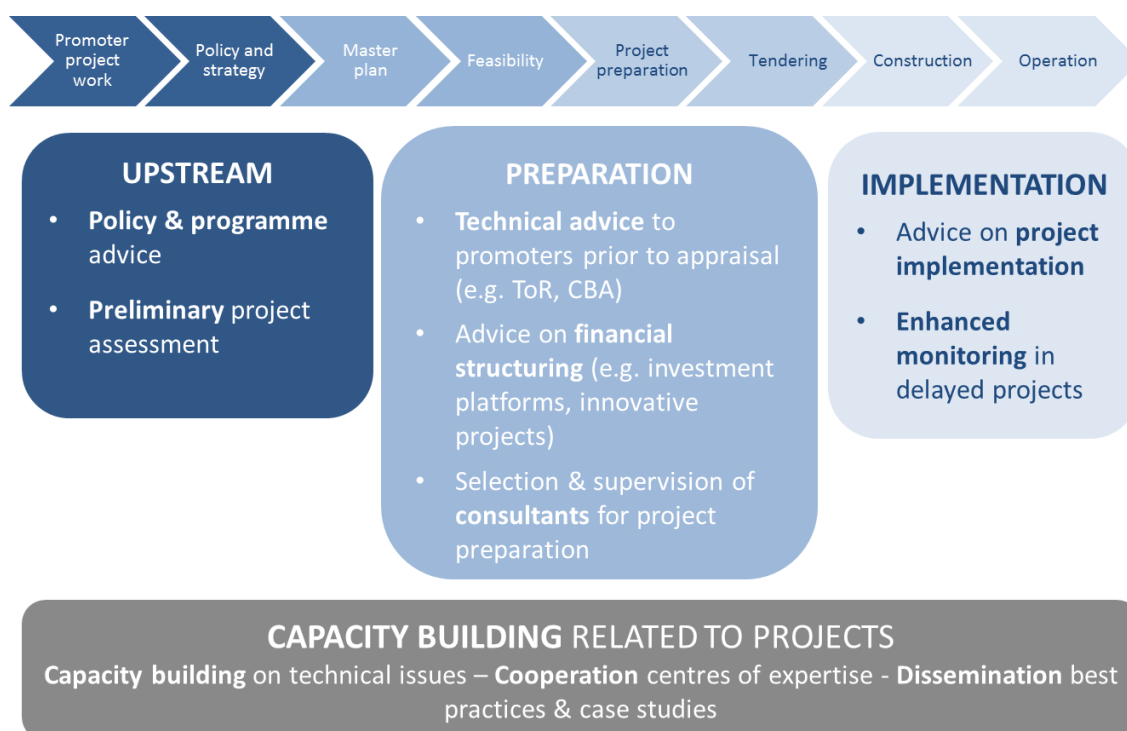 Promoter
project
work
Policy and
strategy
Master
plan
Feasibility
Project
preparation
Tendering
Construction
Operation
UPSTREAM
• Policy & programme
advice
• Preliminary project
assessment
PREPARATION
• Technical advice to
promoters prior to appraisal
(e.g. ToR, CBA)
• Advice on financial
structuring (e.g. investment
platforms, innovative
projects)
• Selection & supervision of
consultants for project
preparation
IMPLEMENTATION
• Advice on project
implementation
• Enhanced
monitoring in
delayed projects
CAPACITY BUILDING RELATED TO PROJECTS
Capacity building on technical issues – Cooperation centres of expertise - Dissemination best
practices & case studies